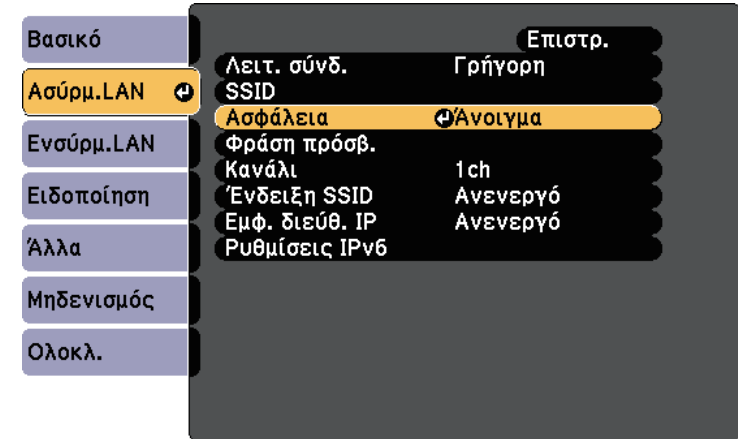 Βασικό
Ασύρμ.LAN
Ενσύρμ.LAN
Ειδοποίηση
Άλλα
Μηδενισμός
Ολοκλ.
Επιστρ.
Λειτ. σύνδ. Γρήγορη
SSID
Ασφάλεια Άνοιγμα
Φράση πρόσβ.
Κανάλι 1ch
Ένδειξη SSID Ανενεργό
Εμφ. διεύθ. IP Ανενεργό
Ρυθμίσεις IPv6